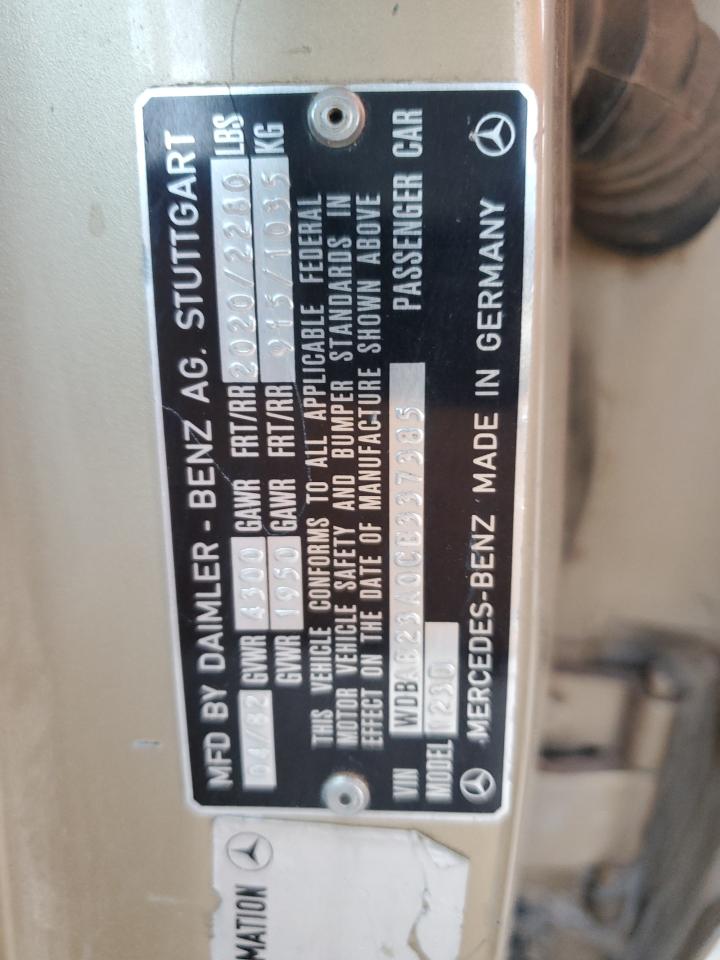 MFD BY DAIMLER - BENZ AG. STUTTGART
04/82 GVWR 4300 GAWR FRT/RR 2020/2280 LBS
GVWR 1950 GAWR FRT/RR 915/1035 KG
THIS VEHICLE CONFORMS TO ALL APPLICABLE FEDERAL
MOTOR VEHICLE SAFETY AND BUMPER STANDARDS IN
EFFECT ON THE DATE OF MANUFACTURE SHOWN ABOVE
VIN WDBAB23A0CB337385 PASSENGER CAR
MODEL
MERCEDES-BENZ MADE IN GERMANY
MATION